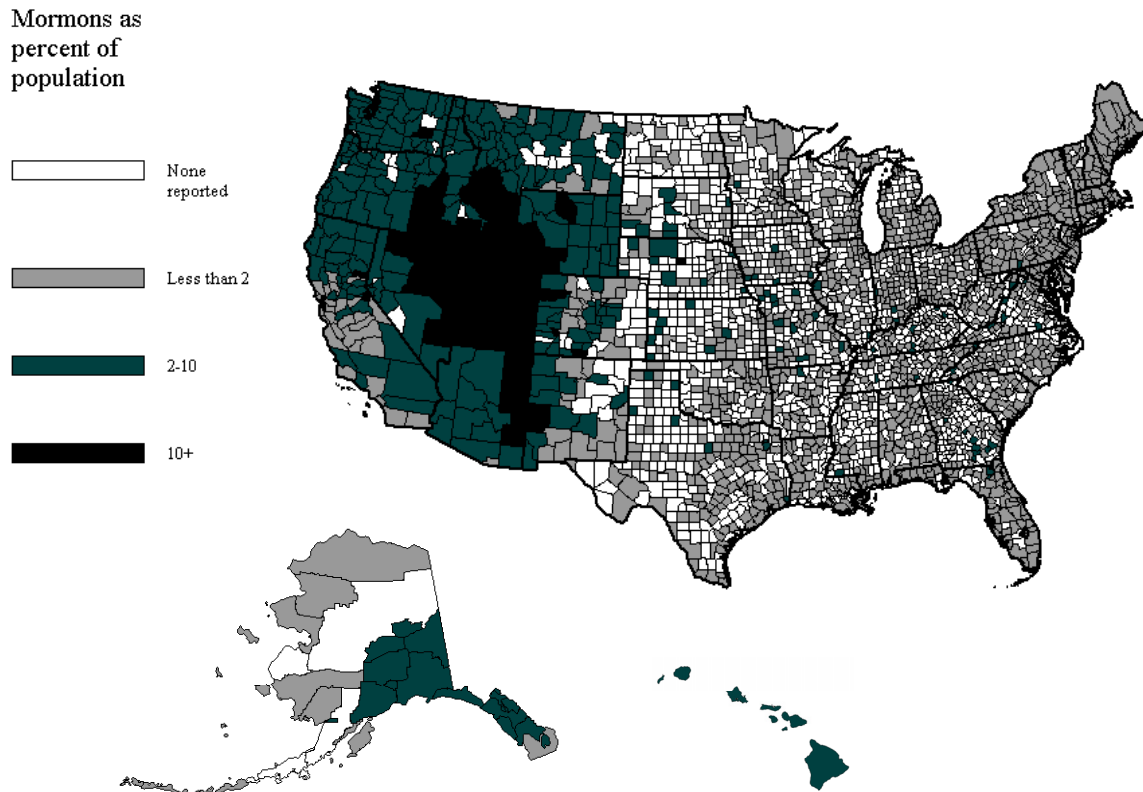 Mormons as
percent of
population
None
reported
Less than 2
2-10
10+